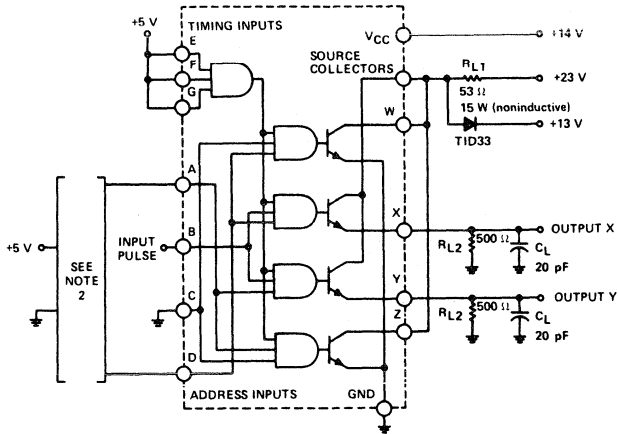 +5 V
TIMING INPUTS
E
F
G
VCC
+14 V
SOURCE
COLLECTORS
RL1
+23 V
53 Ω
15 W (noninductive)
+13 V
TID33
W
A
X
OUTPUT X
B
INPUT
PULSE
+5 V
SEE
NOTE
2
RL2
500 Ω
CL
20 pF
C
Y
OUTPUT Y
Z
RL2
500 Ω
CL
20 pF
D
ADDRESS INPUTS
GND